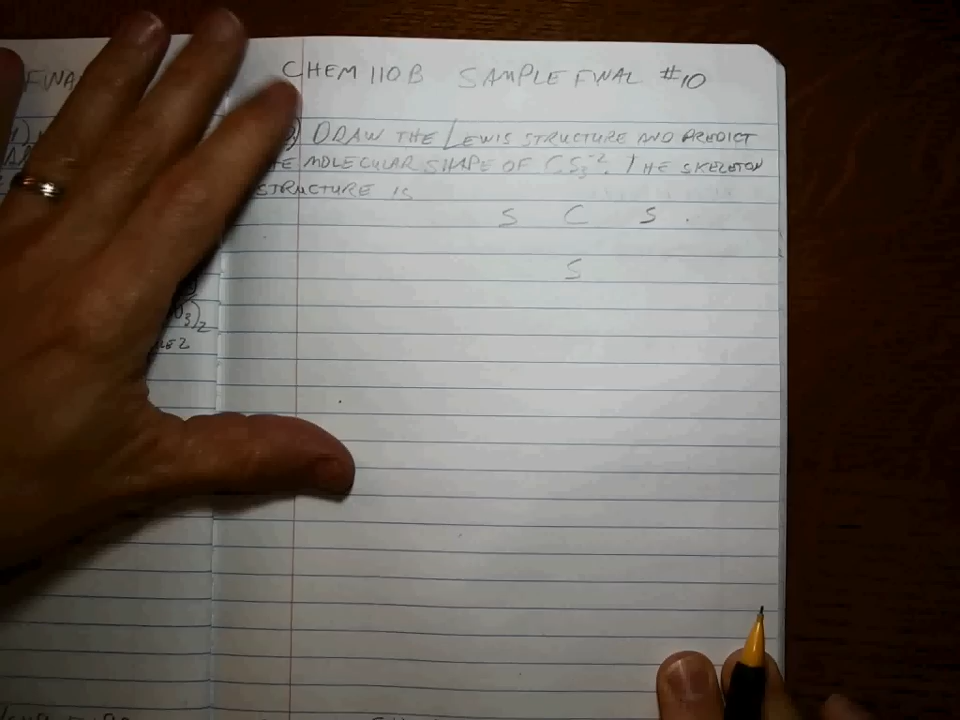 CHEM 110B SAMPLE FINAL #10
DRAW THE LEWIS STRUCTURE AND PREDICT
THE MOLECULAR SHAPE OF CS₃⁻². THE SKELETON
STRUCTURE IS
S C S .
S